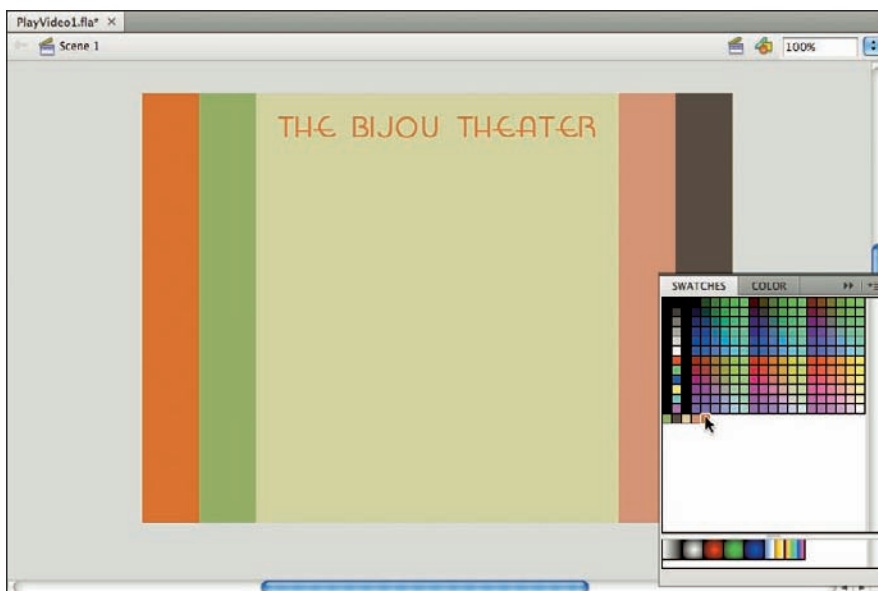 PlayVideo1.fla* ×
Scene 1
100%
THE BIJOU THEATER
SWATCHES COLOR